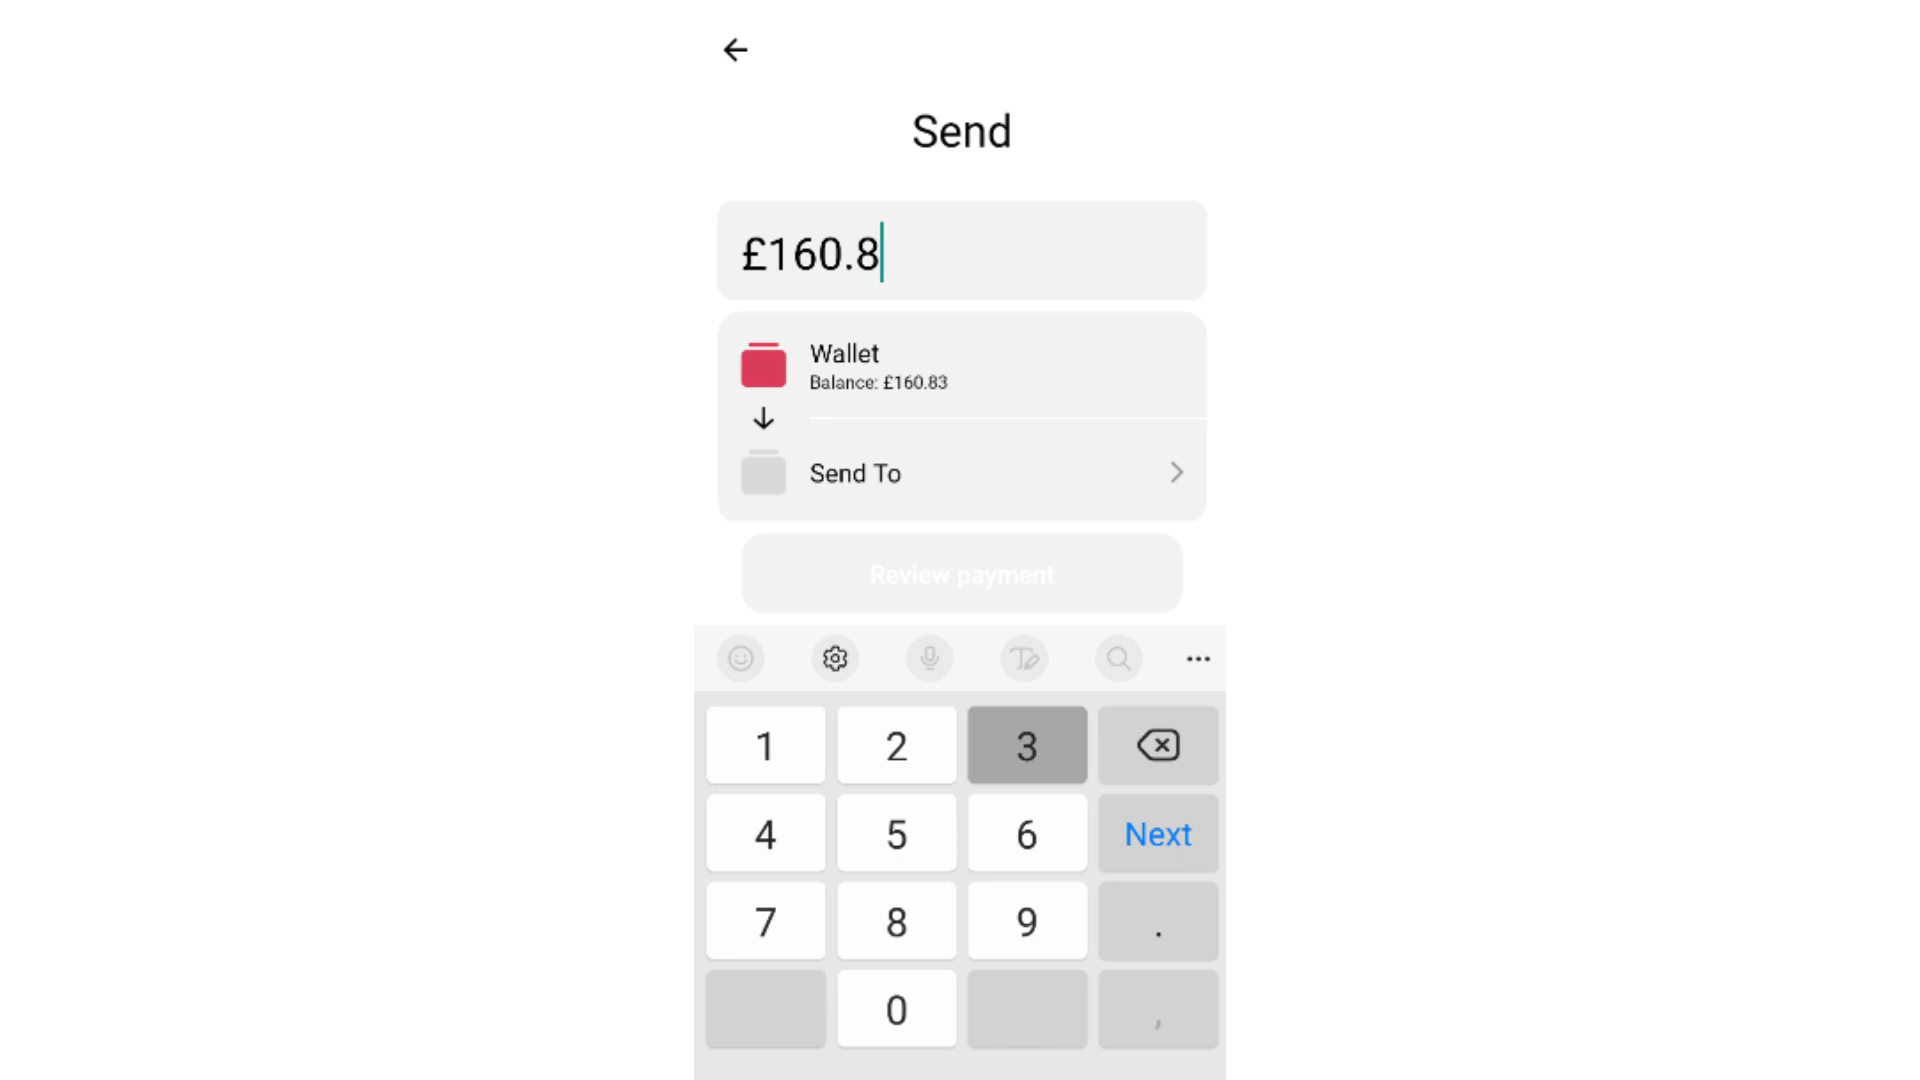 Send
£160.8
Wallet
Balance: £160.83
Send To
Review payment
1 2 3
4 5 6 Next
7 8 9 .
0 ,